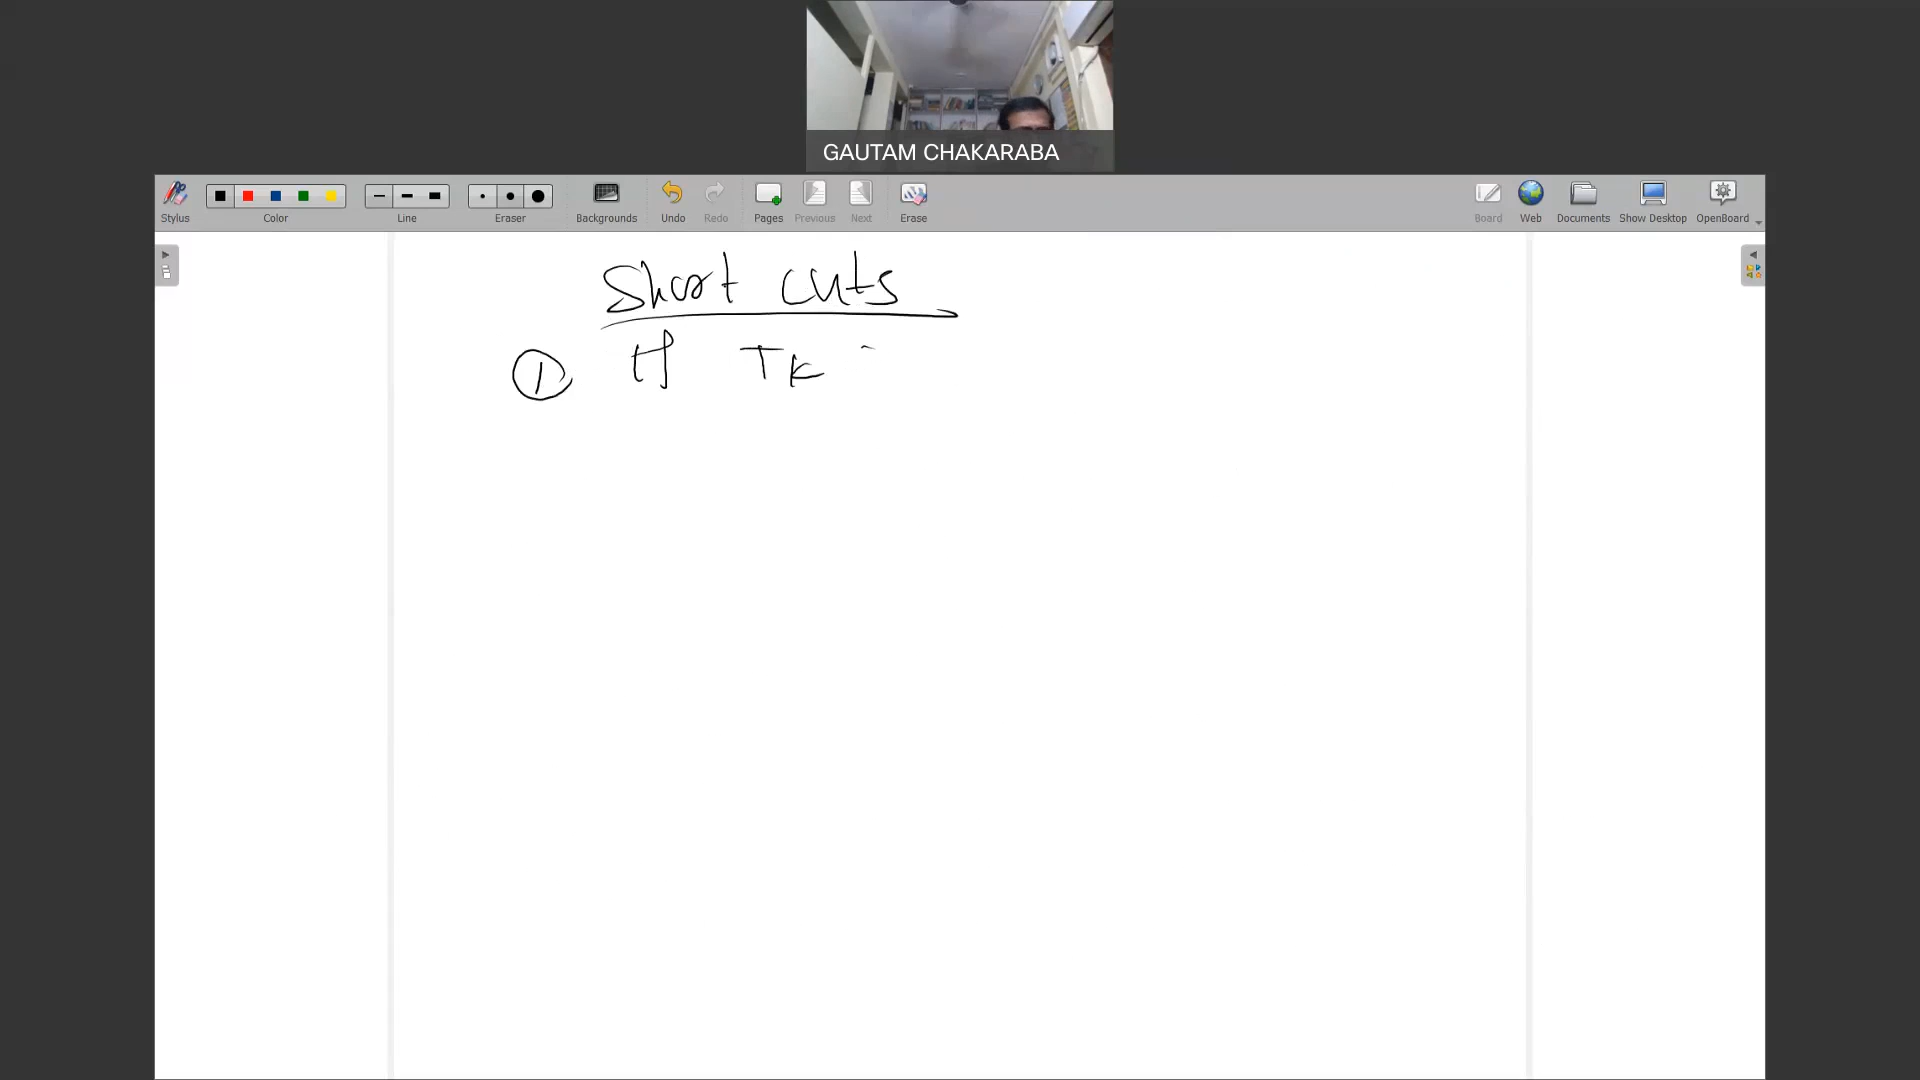 GAUTAM CHAKARABA
Stylus Color Line Eraser Backgrounds Undo Redo Pages Previous Next Erase Board Web Documents Show Desktop OpenBoard
Short cuts
① If TK